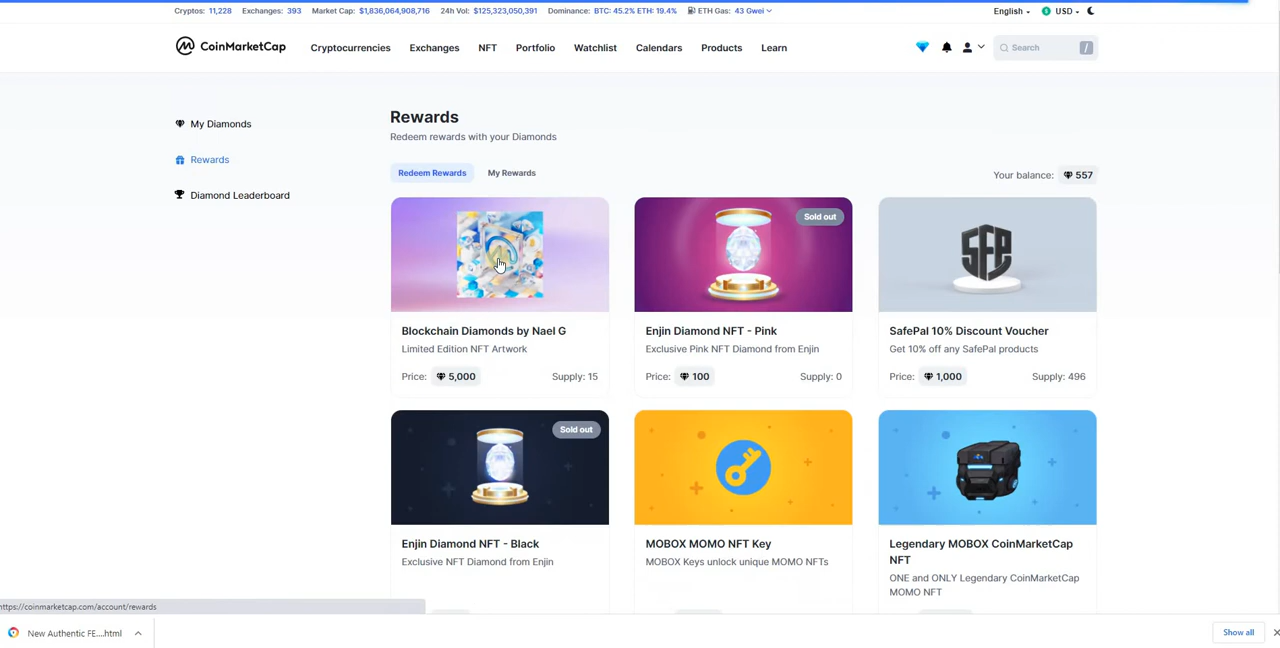 Cryptos: 11,228 Exchanges: 393 Market Cap: $1,836,064,908,716 24h Vol: $125,323,050,391 Dominance: BTC: 45.2% ETH: 19.4% ETH Gas: 43 Gwei English USD
CoinMarketCap Cryptocurrencies Exchanges NFT Portfolio Watchlist Calendars Products Learn Search /
My Diamonds
Rewards
Diamond Leaderboard
Rewards
Redeem rewards with your Diamonds
Redeem Rewards My Rewards Your balance: 557
Blockchain Diamonds by Nael G
Limited Edition NFT Artwork
Price: 5,000 Supply: 15
Sold out
Enjin Diamond NFT - Pink
Exclusive Pink NFT Diamond from Enjin
Price: 100 Supply: 0
SFP
SafePal 10% Discount Voucher
Get 10% off any SafePal products
Price: 1,000 Supply: 496
Sold out
Enjin Diamond NFT - Black
Exclusive NFT Diamond from Enjin
MOBOX MOMO NFT Key
MOBOX Keys unlock unique MOMO NFTs
Legendary MOBOX CoinMarketCap
NFT
ONE and ONLY Legendary CoinMarketCap
MOMO NFT
https://coinmarketcap.com/account/rewards
New Authentic FE....html Show all